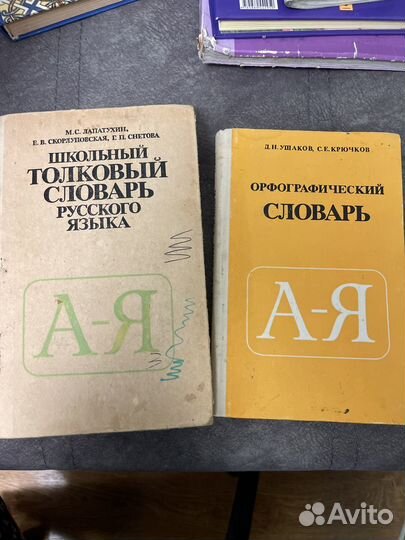 М.С. ЛАПАТУХИН,
Е.В. СКОРЛУПОВСКАЯ, Г.П. СНЕТОВА
ШКОЛЬНЫЙ
ТОЛКОВЫЙ
СЛОВАРЬ
РУССКОГО
ЯЗЫКА
А-Я
Д.Н. УШАКОВ, С.Е. КРЮЧКОВ
ОРФОГРАФИЧЕСКИЙ
СЛОВАРЬ
А-Я
Avito